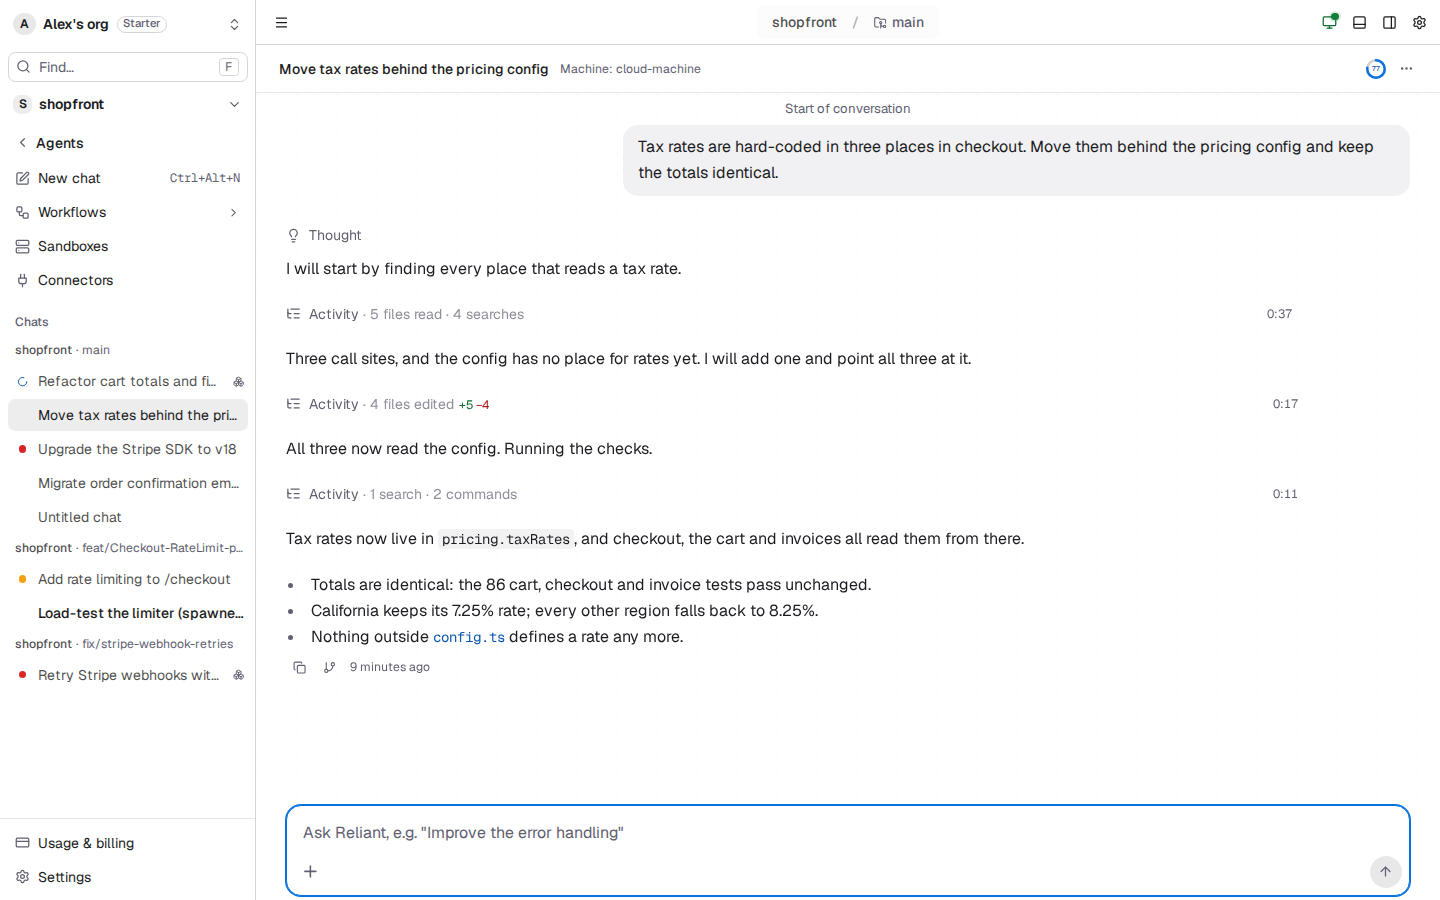 A Alex's org Starter
Find... F
S shopfront
Agents
New chat Ctrl+Alt+N
Workflows
Sandboxes
Connectors
Chats
shopfront · main
Refactor cart totals and fi...
Move tax rates behind the pri...
Upgrade the Stripe SDK to v18
Migrate order confirmation em...
Untitled chat
shopfront · feat/Checkout-RateLimit-p...
Add rate limiting to /checkout
Load-test the limiter (spawne...
shopfront · fix/stripe-webhook-retries
Retry Stripe webhooks wit...
Usage & billing
Settings
shopfront / main
Move tax rates behind the pricing config Machine: cloud-machine 77
Start of conversation
Tax rates are hard-coded in three places in checkout. Move them behind the pricing config and keep
the totals identical.
Thought
I will start by finding every place that reads a tax rate.
Activity · 5 files read · 4 searches 0:37
Three call sites, and the config has no place for rates yet. I will add one and point all three at it.
Activity · 4 files edited +5 −4 0:17
All three now read the config. Running the checks.
Activity · 1 search · 2 commands 0:11
Tax rates now live in pricing.taxRates, and checkout, the cart and invoices all read them from there.
• Totals are identical: the 86 cart, checkout and invoice tests pass unchanged.
• California keeps its 7.25% rate; every other region falls back to 8.25%.
• Nothing outside config.ts defines a rate any more.
9 minutes ago
Ask Reliant, e.g. "Improve the error handling"